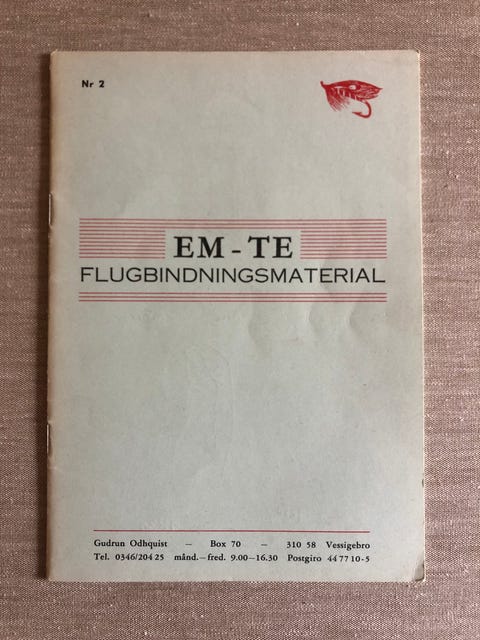 Nr 2
EM - TE
FLUGBINDNINGSMATERIAL
Gudrun Odhquist — Box 70 — 310 58 Vessigebro
Tel. 0346/204 25 månd.—fred. 9.00—16.30 Postgiro 44 77 10-5